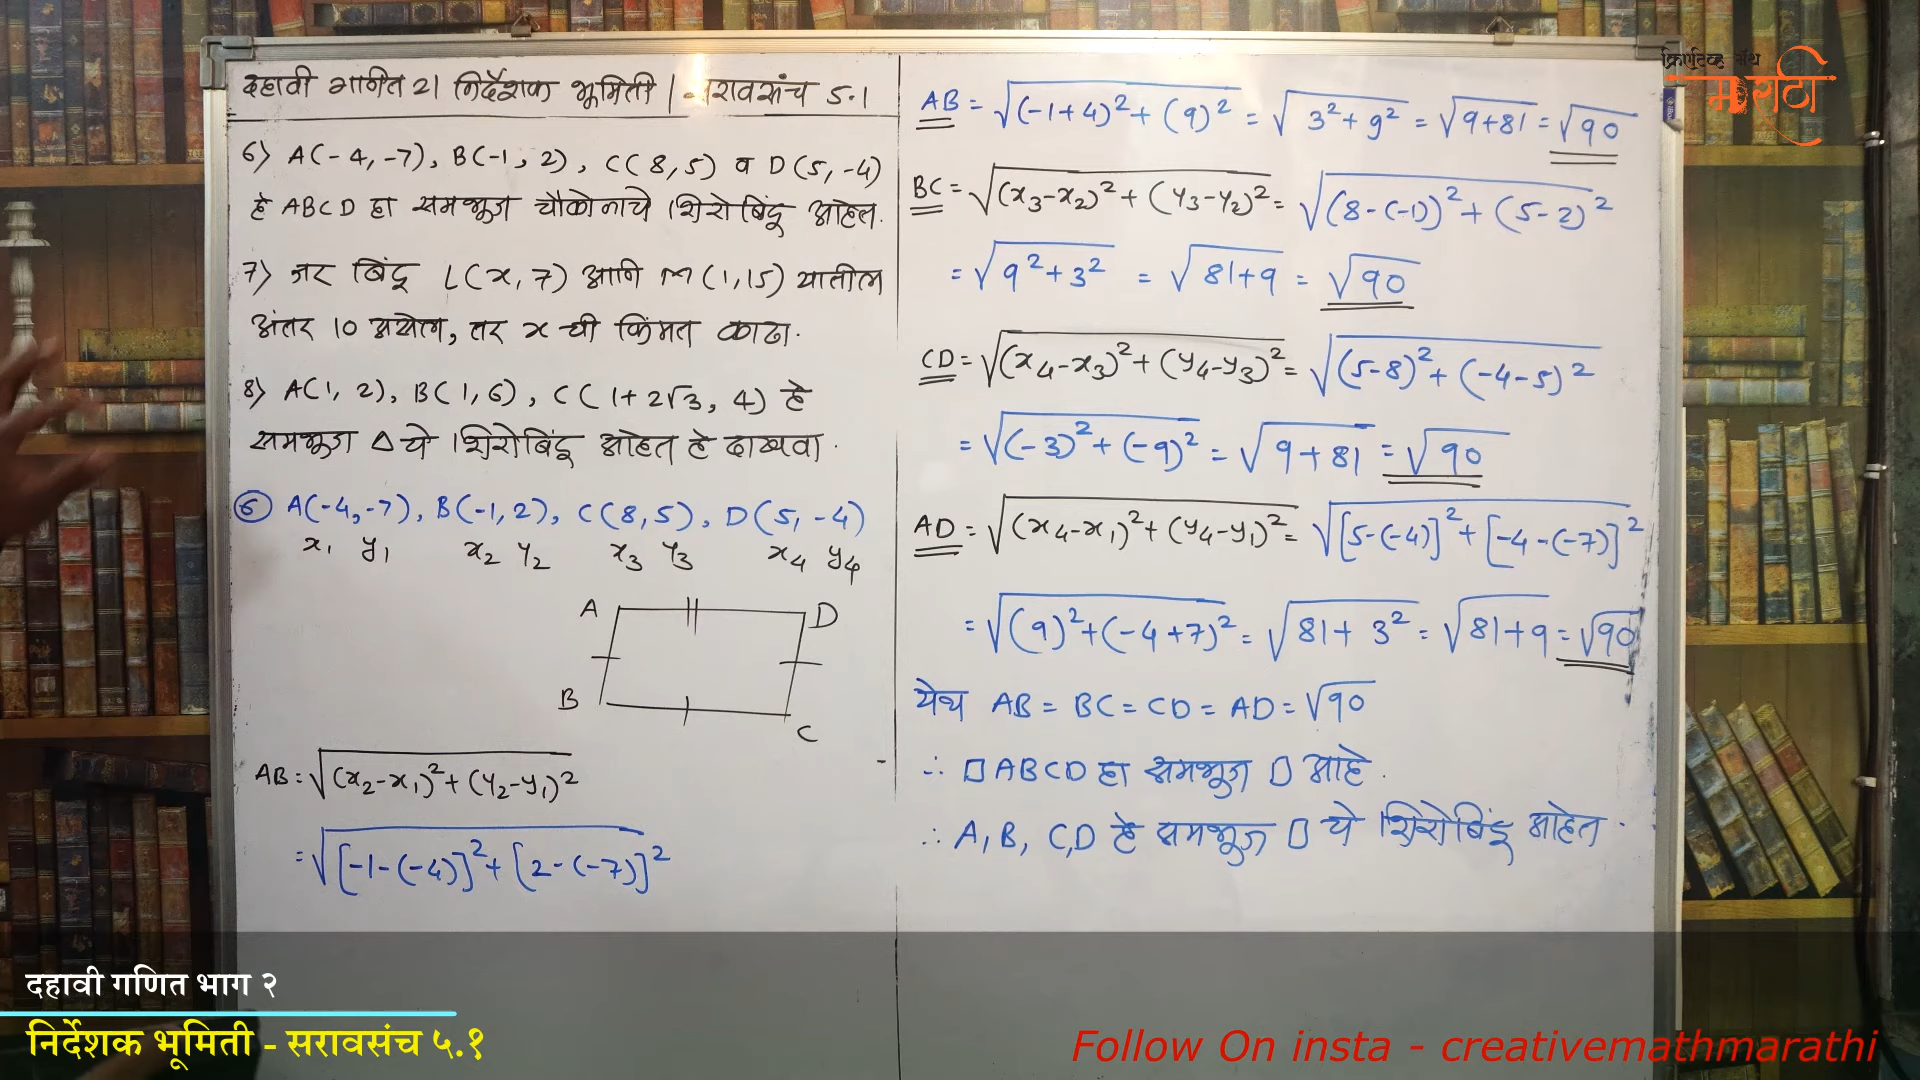 दहावी गणित 2 | निर्देशक भूमिती | सरावसंच 5.1
6) A(-4, -7), B(-1, 2), C(8, 5) व D(5, -4)
हे ABCD हा समभुज चौकोनाचे शिरोबिंदू आहेत.
7) जर बिंदू L(x, 7) आणि M(1, 15) यातील
अंतर 10 असेल, तर x ची किंमत काढा.
8) A(1, 2), B(1, 6), C(1+2√3, 4) हे
समभुज △ चे शिरोबिंदू आहेत हे दाखवा.
⑥ A(-4, -7), B(-1, 2), C(8, 5), D(5, -4)
x₁ y₁ x₂ y₂ x₃ y₃ x₄ y₄
A D
B C
AB = √(x₂-x₁)²+(y₂-y₁)²
= √[-1-(-4)]²+[2-(-7)]²
AB = √(-1+4)²+(9)² = √3²+9² = √9+81 = √90
BC = √(x₃-x₂)²+(y₃-y₂)² = √(8-(-1))²+(5-2)²
= √9²+3² = √81+9 = √90
CD = √(x₄-x₃)²+(y₄-y₃)² = √(5-8)²+(-4-5)²
= √(-3)²+(-9)² = √9+81 = √90
AD = √(x₄-x₁)²+(y₄-y₁)² = √[5-(-4)]²+[-4-(-7)]²
= √(9)²+(-4+7)² = √81+3² = √81+9 = √90
येथे AB = BC = CD = AD = √90
∴ □ABCD हा समभुज □ आहे.
∴ A, B, C, D हे समभुज □ चे शिरोबिंदू आहेत.
क्रिएटिव्ह मॅथ
मराठी
दहावी गणित भाग २
निर्देशक भूमिती - सरावसंच ५.१
Follow On insta - creativemathmarathi